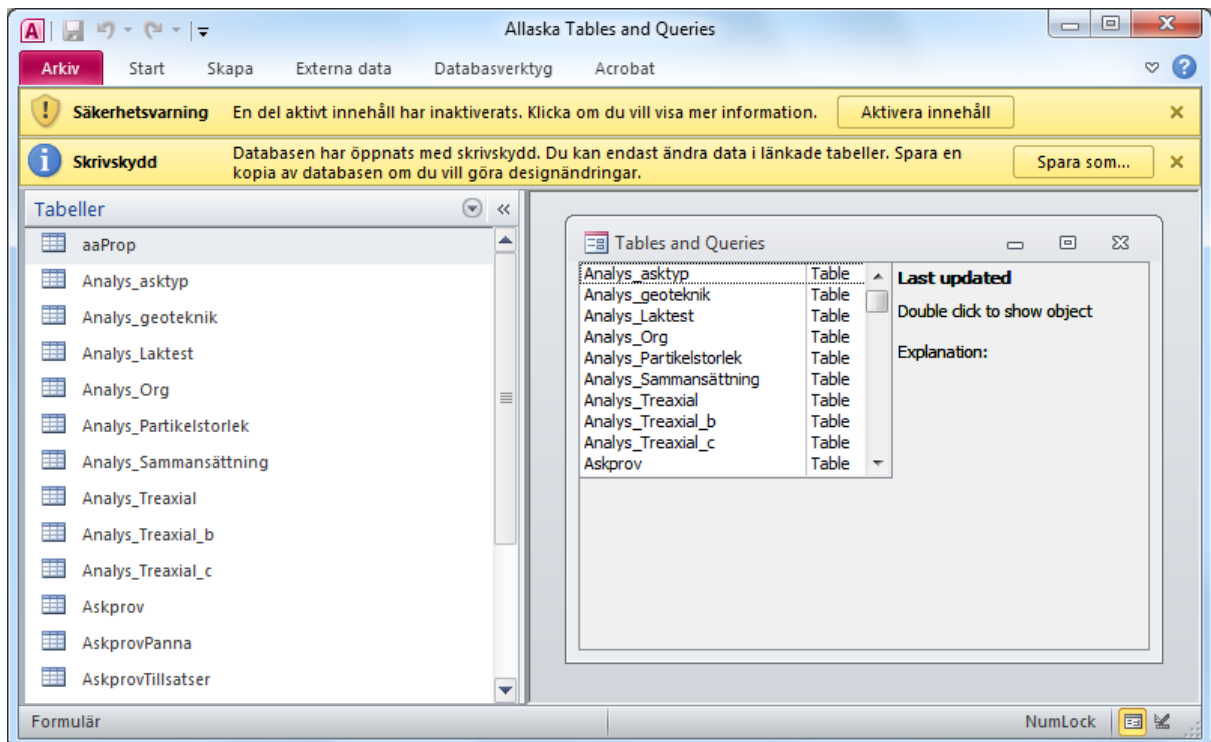 A Allaska Tables and Queries
Arkiv Start Skapa Externa data Databasverktyg Acrobat
Säkerhetsvarning En del aktivt innehåll har inaktiverats. Klicka om du vill visa mer information. Aktivera innehåll
Skrivskydd Databasen har öppnats med skrivskydd. Du kan endast ändra data i länkade tabeller. Spara en
kopia av databasen om du vill göra designändringar.
Spara som...
Tabeller
aaProp
Analys_asktyp
Analys_geoteknik
Analys_Laktest
Analys_Org
Analys_Partikelstorlek
Analys_Sammansättning
Analys_Treaxial
Analys_Treaxial_b
Analys_Treaxial_c
Askprov
AskprovPanna
AskprovTillsatser
Tables and Queries
Analys_asktyp Table
Analys_geoteknik Table
Analys_Laktest Table
Analys_Org Table
Analys_Partikelstorlek Table
Analys_Sammansättning Table
Analys_Treaxial Table
Analys_Treaxial_b Table
Analys_Treaxial_c Table
Askprov Table
Last updated
Double click to show object
Explanation:
Formulär NumLock